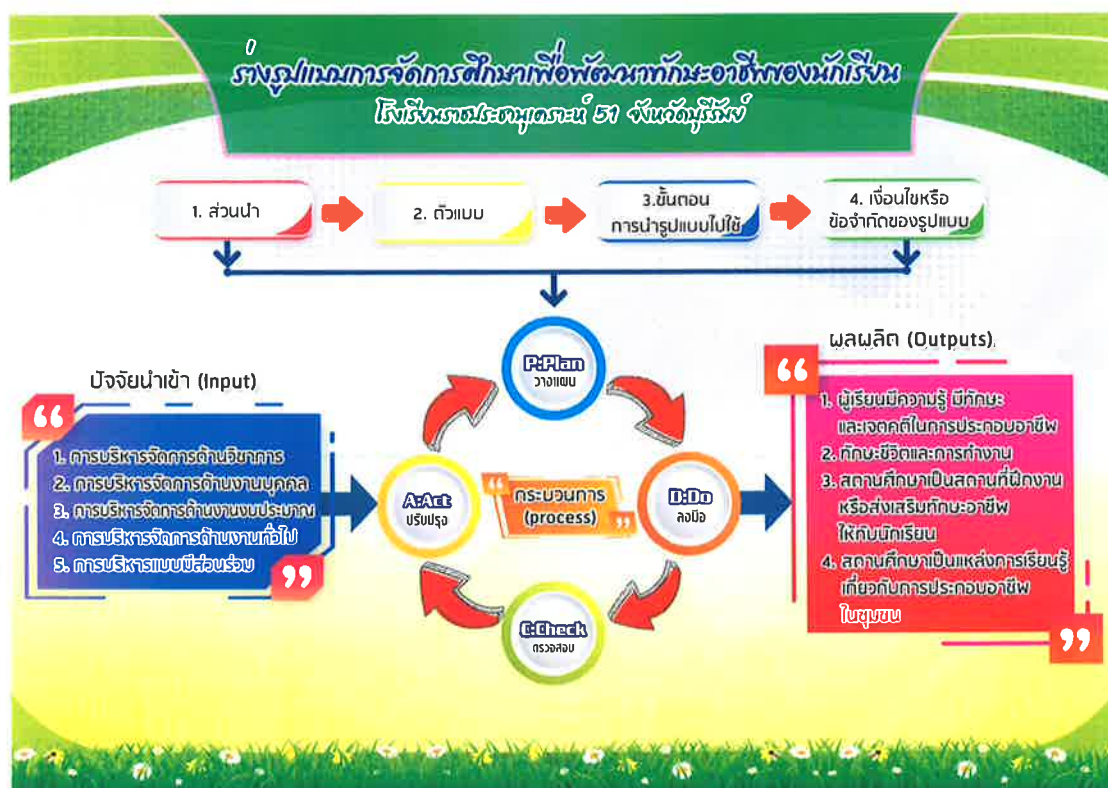 ร่างรูปแบบการจัดการศึกษาเพื่อพัฒนาทักษะอาชีพของนักเรียน
โรงเรียนราชประชานุเคราะห์ 51 จังหวัดบุรีรัมย์
1. ส่วนนำ
2. ตัวแบบ
3.ขั้นตอน
การนำรูปแบบไปใช้
4. เงื่อนไขหรือ
ข้อจำกัดของรูปแบบ
ปัจจัยนำเข้า (Input)
1. การบริหารจัดการด้านวิชาการ
2. การบริหารจัดการด้านงานบุคคล
3. การบริหารจัดการด้านงานงบประมาณ
4. การบริหารจัดการด้านงานทั่วไป
5. การบริหารแบบมีส่วนร่วม
P:Plan
วางแผน
A:Act
ปรับปรุง
กระบวนการ
(process)
D:Do
ลงมือ
C:Check
ตรวจสอบ
ผลผลิต (Outputs)
1. ผู้เรียนมีความรู้ มีทักษะ
และเจตคติในการประกอบอาชีพ
2. ทักษะชีวิตและการทำงาน
3. สถานศึกษาเป็นสถานที่ฝึกงาน
หรือส่งเสริมทักษะอาชีพ
ให้กับนักเรียน
4. สถานศึกษาเป็นแหล่งการเรียนรู้
เกี่ยวกับการประกอบอาชีพ
ในชุมชน